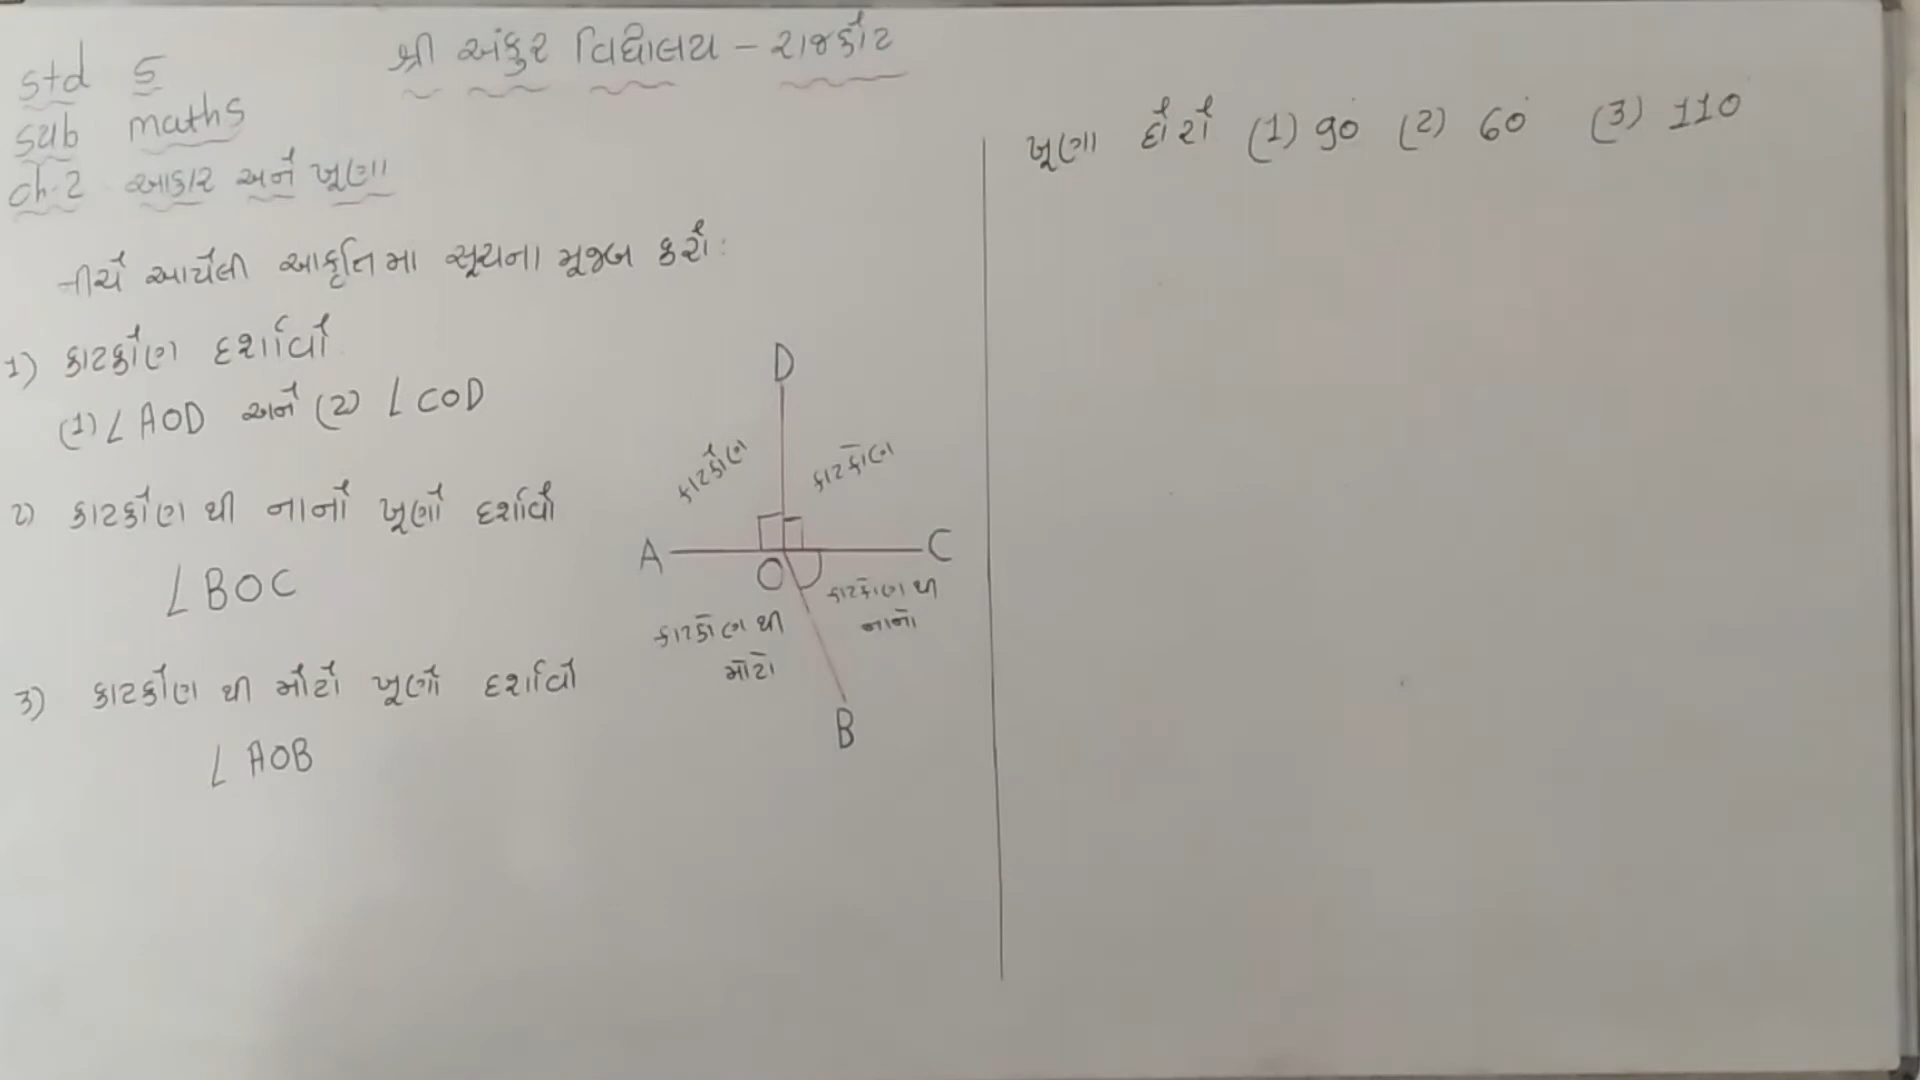 શ્રી અંકુર વિદ્યાલય - રાજકોટ
std 5
sub maths
ch-2 આકાર અને ખૂણા
નીચે આપેલી આકૃતિ મા સૂચના મૂજબ કરો:
1) કાટકોણ દર્શાવો
(1) ∠AOD અને (2) ∠COD
2) કાટકોણ થી નાનો ખૂણો દર્શાવો
∠BOC
3) કાટકોણ થી મોટો ખૂણો દર્શાવો
∠AOB
D
કાટકોણ
કાટકોણ
A
O
C
કાટકોણ થી
નાનો
કાટકોણ થી
મોટો
B
ખૂણા દોરો (1) 90° (2) 60° (3) 110°